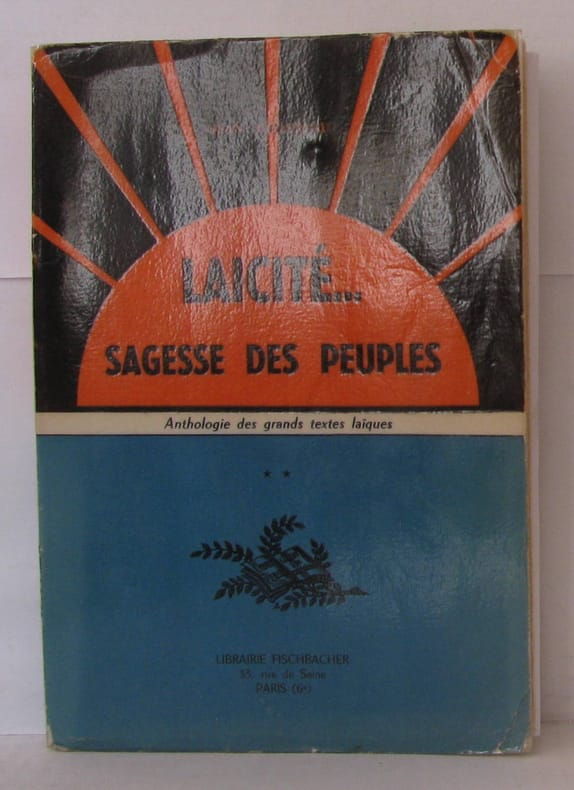 LAICITÉ...
SAGESSE DES PEUPLES
Anthologie des grands textes laïques
* *
LIBRAIRIE FISCHBACHER
33, rue de Seine
PARIS (6e)